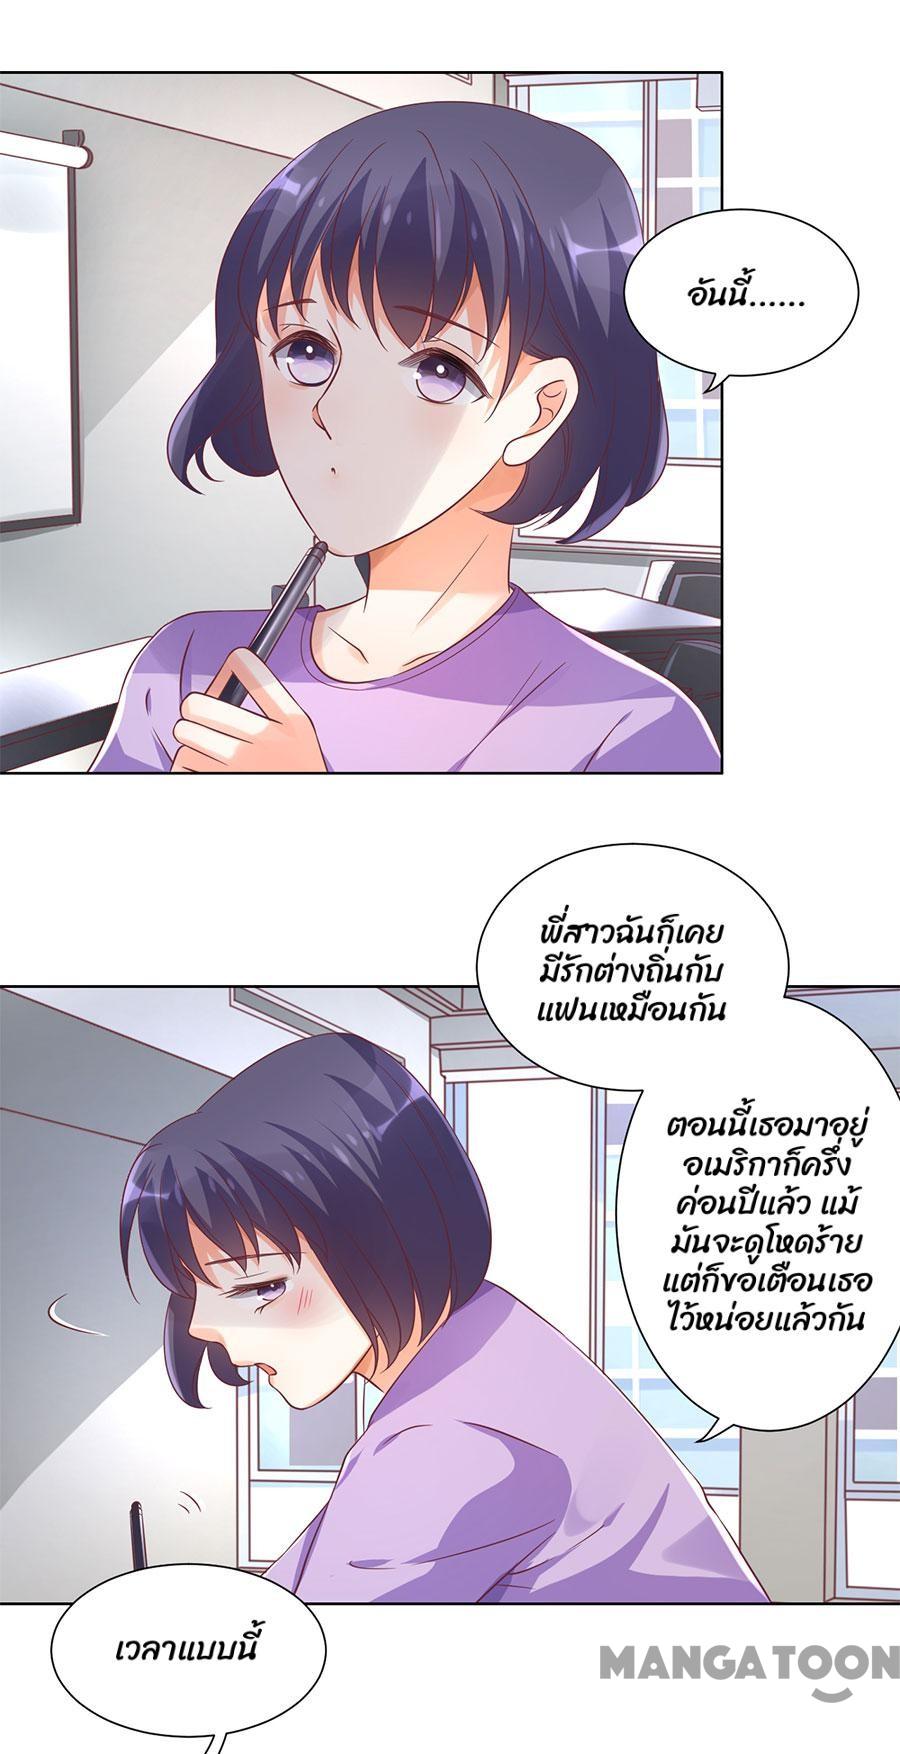 อันนี้......
พี่สาวฉันก็เคย
มีรักต่างถิ่นกับ
แฟนเหมือนกัน
ตอนนี้เธอมาอยู่
อเมริกาก็ครึ่ง
ค่อนปีแล้ว แม้
มันจะดูโหดร้าย
แต่ก็ขอเตือนเธอ
ไว้หน่อยแล้วกัน
เวลาแบบนี้
MANGATOON